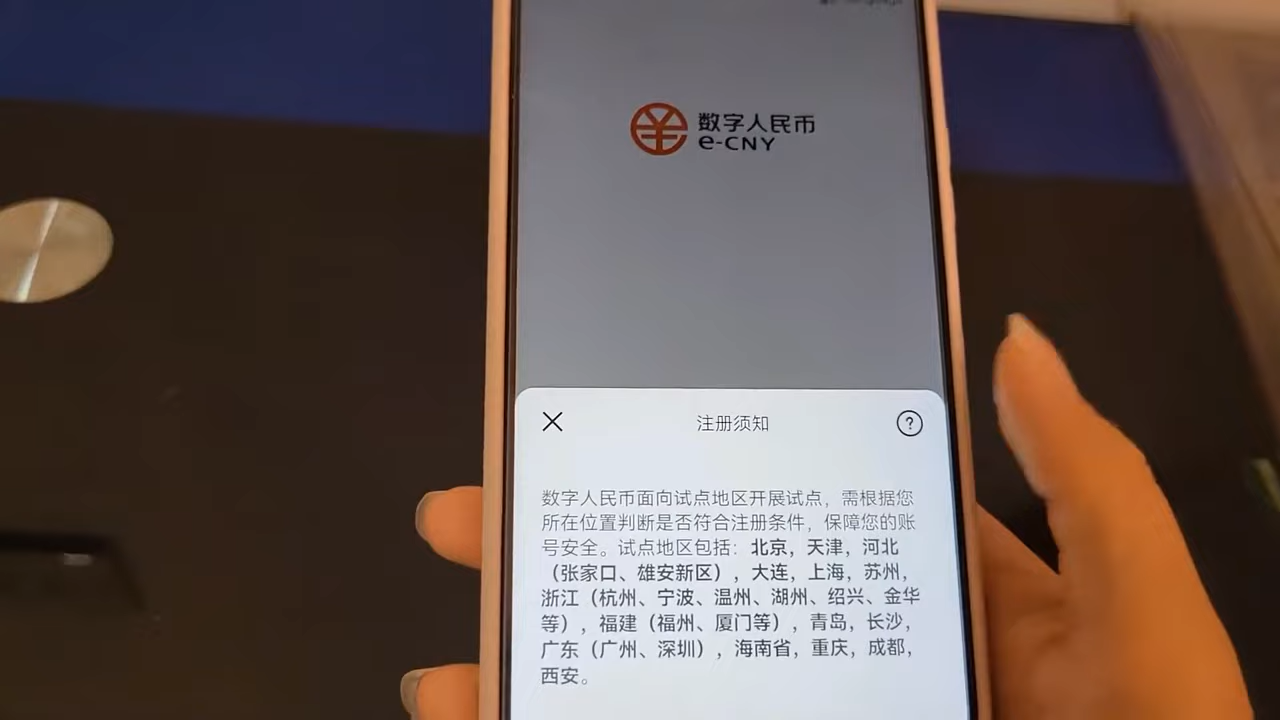 数字人民币
e-CNY
注册须知
数字人民币面向试点地区开展试点，需根据您
所在位置判断是否符合注册条件，保障您的账
号安全。试点地区包括：北京，天津，河北
（张家口、雄安新区），大连，上海，苏州，
浙江（杭州、宁波、温州、湖州、绍兴、金华
等），福建（福州、厦门等），青岛，长沙，
广东（广州、深圳），海南省，重庆，成都，
西安。